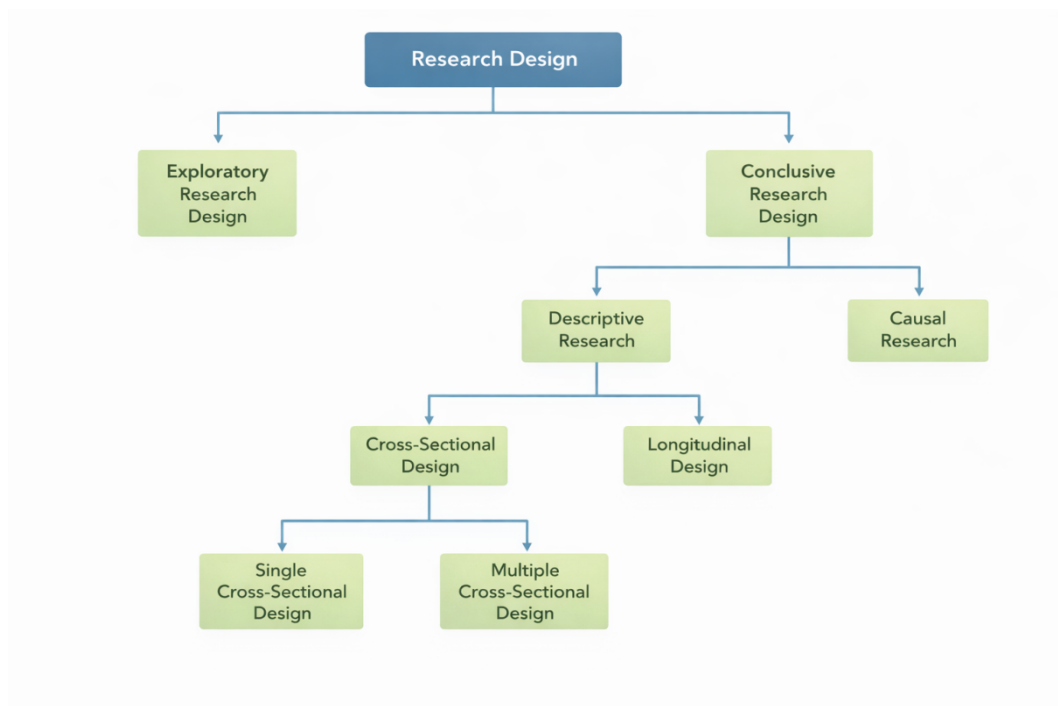 Research Design
Exploratory
Research
Design
Conclusive
Research
Design
Descriptive
Research
Causal
Research
Cross-Sectional
Design
Longitudinal
Design
Single
Cross-Sectional
Design
Multiple
Cross-Sectional
Design